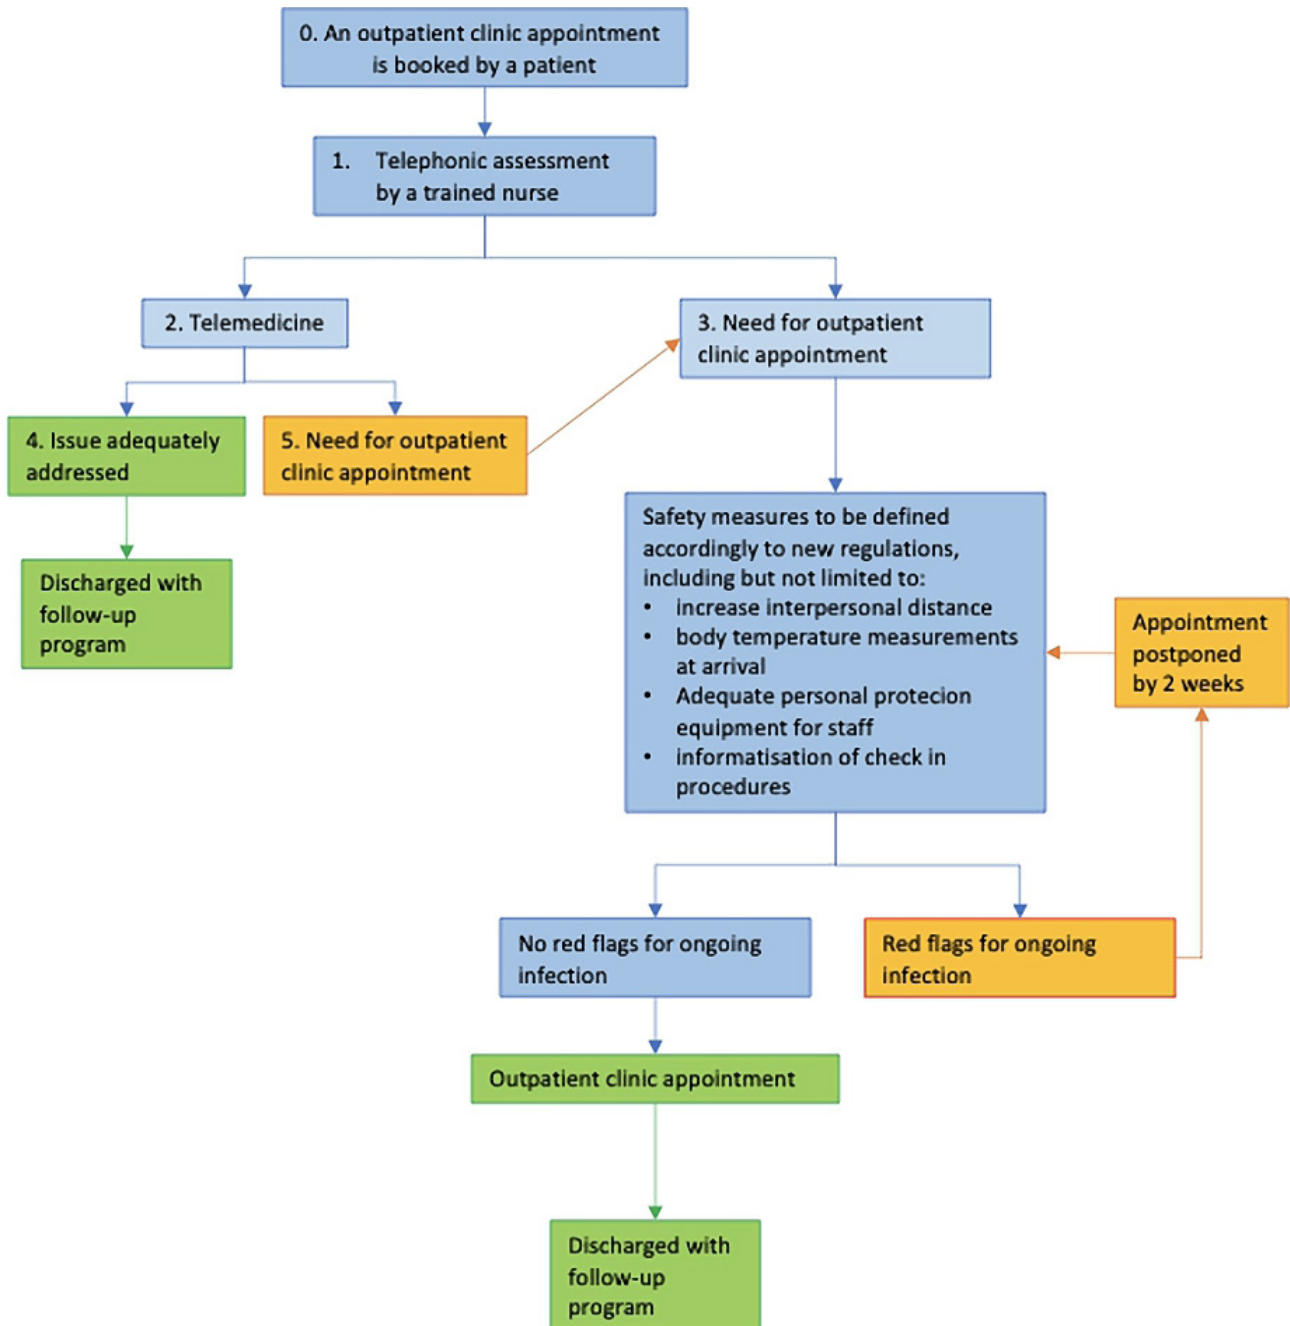 0. An outpatient clinic appointment
is booked by a patient
1. Telephonic assessment
by a trained nurse
2. Telemedicine
3. Need for outpatient
clinic appointment
4. Issue adequately
addressed
5. Need for outpatient
clinic appointment
Discharged with
follow-up
program
Safety measures to be defined
accordingly to new regulations,
including but not limited to:
• increase interpersonal distance
• body temperature measurements
at arrival
• Adequate personal protecion
equipment for staff
• informatisation of check in
procedures
Appointment
postponed
by 2 weeks
No red flags for ongoing
infection
Red flags for ongoing
infection
Outpatient clinic appointment
Discharged with
follow-up
program